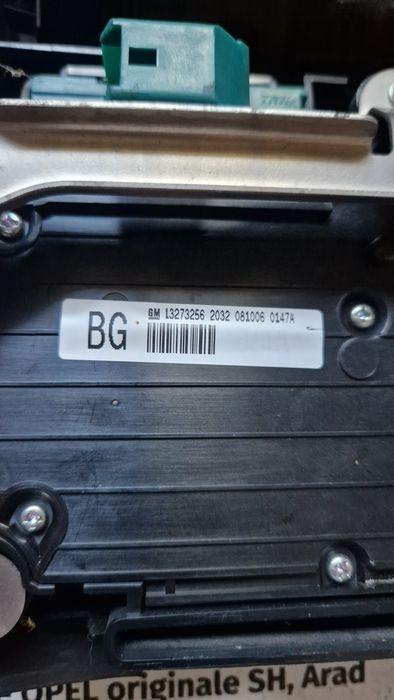 GM 13273256 2032 081006 0147A
BG
OPEL originale SH, Arad